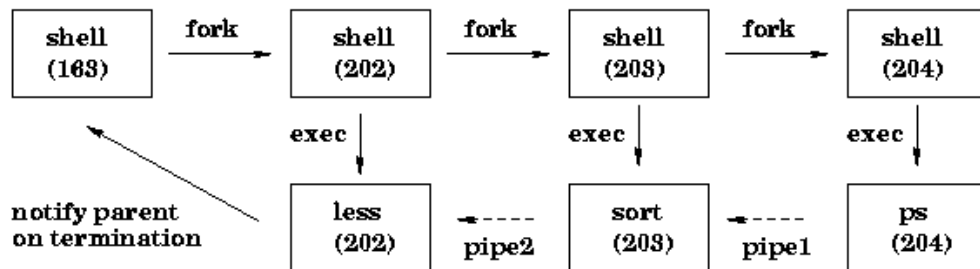 shell
(163)
fork
shell
(202)
fork
shell
(203)
fork
shell
(204)
exec
exec
exec
notify parent
on termination
less
(202)
pipe2
sort
(203)
pipe1
ps
(204)